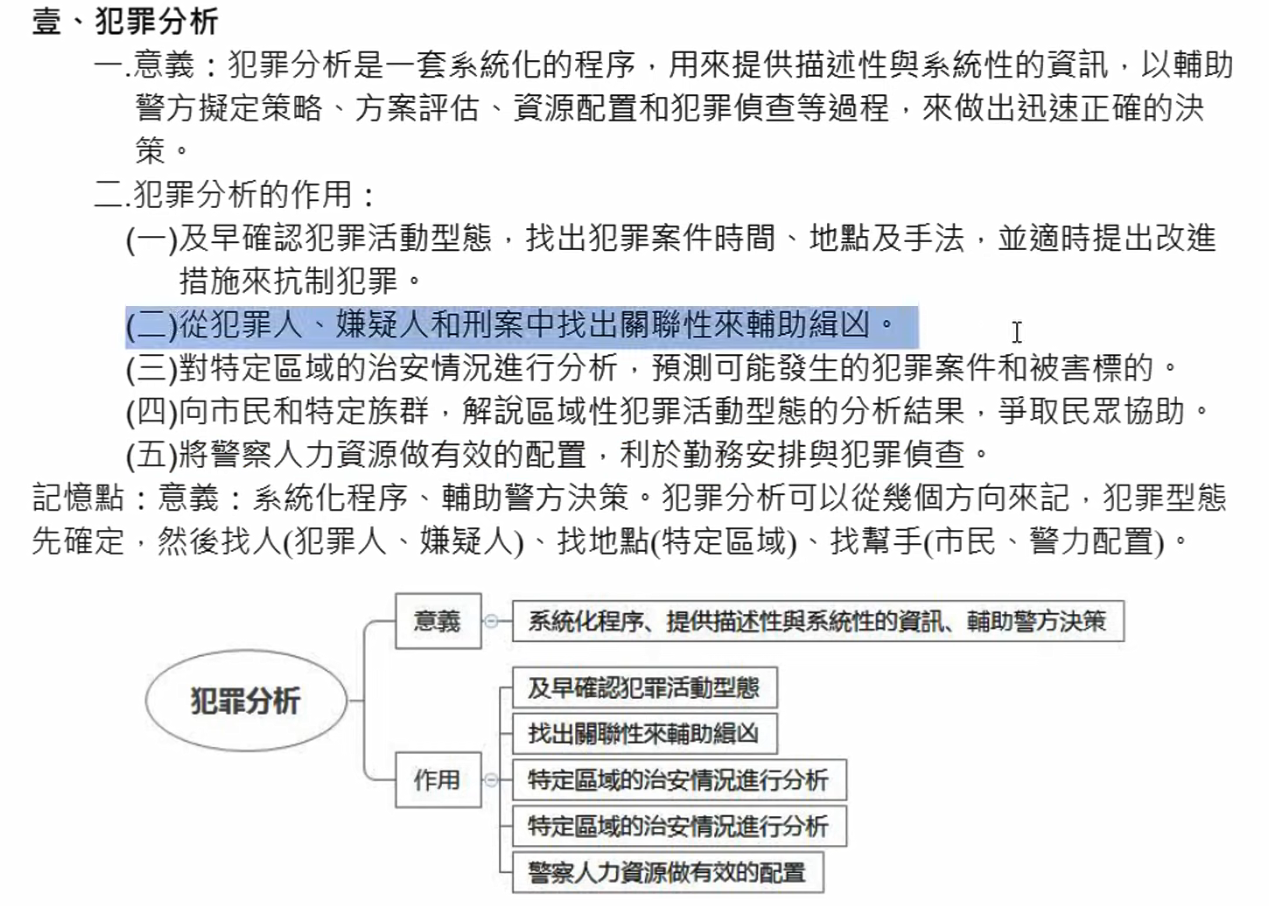 壹、犯罪分析
一.意義：犯罪分析是一套系統化的程序，用來提供描述性與系統性的資訊，以輔助
警方擬定策略、方案評估、資源配置和犯罪偵查等過程，來做出迅速正確的決
策。
二.犯罪分析的作用：
(一)及早確認犯罪活動型態，找出犯罪案件時間、地點及手法，並適時提出改進
措施來抗制犯罪。
(二)從犯罪人、嫌疑人和刑案中找出關聯性來輔助緝凶。
(三)對特定區域的治安情況進行分析，預測可能發生的犯罪案件和被害標的。
(四)向市民和特定族群，解說區域性犯罪活動型態的分析結果，爭取民眾協助。
(五)將警察人力資源做有效的配置，利於勤務安排與犯罪偵查。
記憶點：意義：系統化程序、輔助警方決策。犯罪分析可以從幾個方向來記，犯罪型態
先確定，然後找人(犯罪人、嫌疑人)、找地點(特定區域)、找幫手(市民、警力配置)。
犯罪分析
意義
系統化程序、提供描述性與系統性的資訊、輔助警方決策
作用
及早確認犯罪活動型態
找出關聯性來輔助緝凶
特定區域的治安情況進行分析
特定區域的治安情況進行分析
警察人力資源做有效的配置